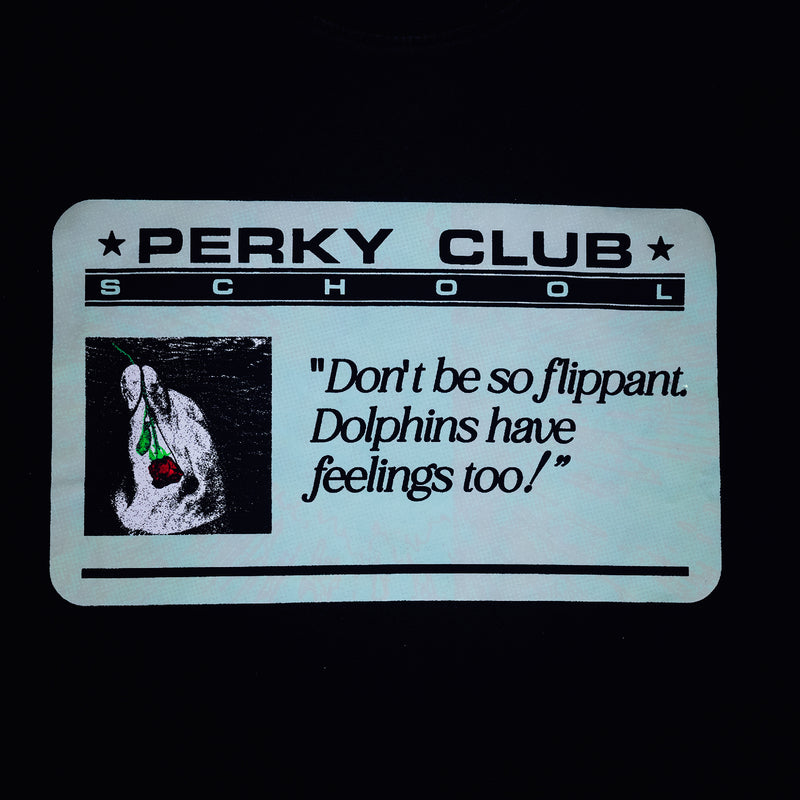 ★ PERKY CLUB ★
SCHOOL
"Don't be so flippant.
Dolphins have
feelings too!”